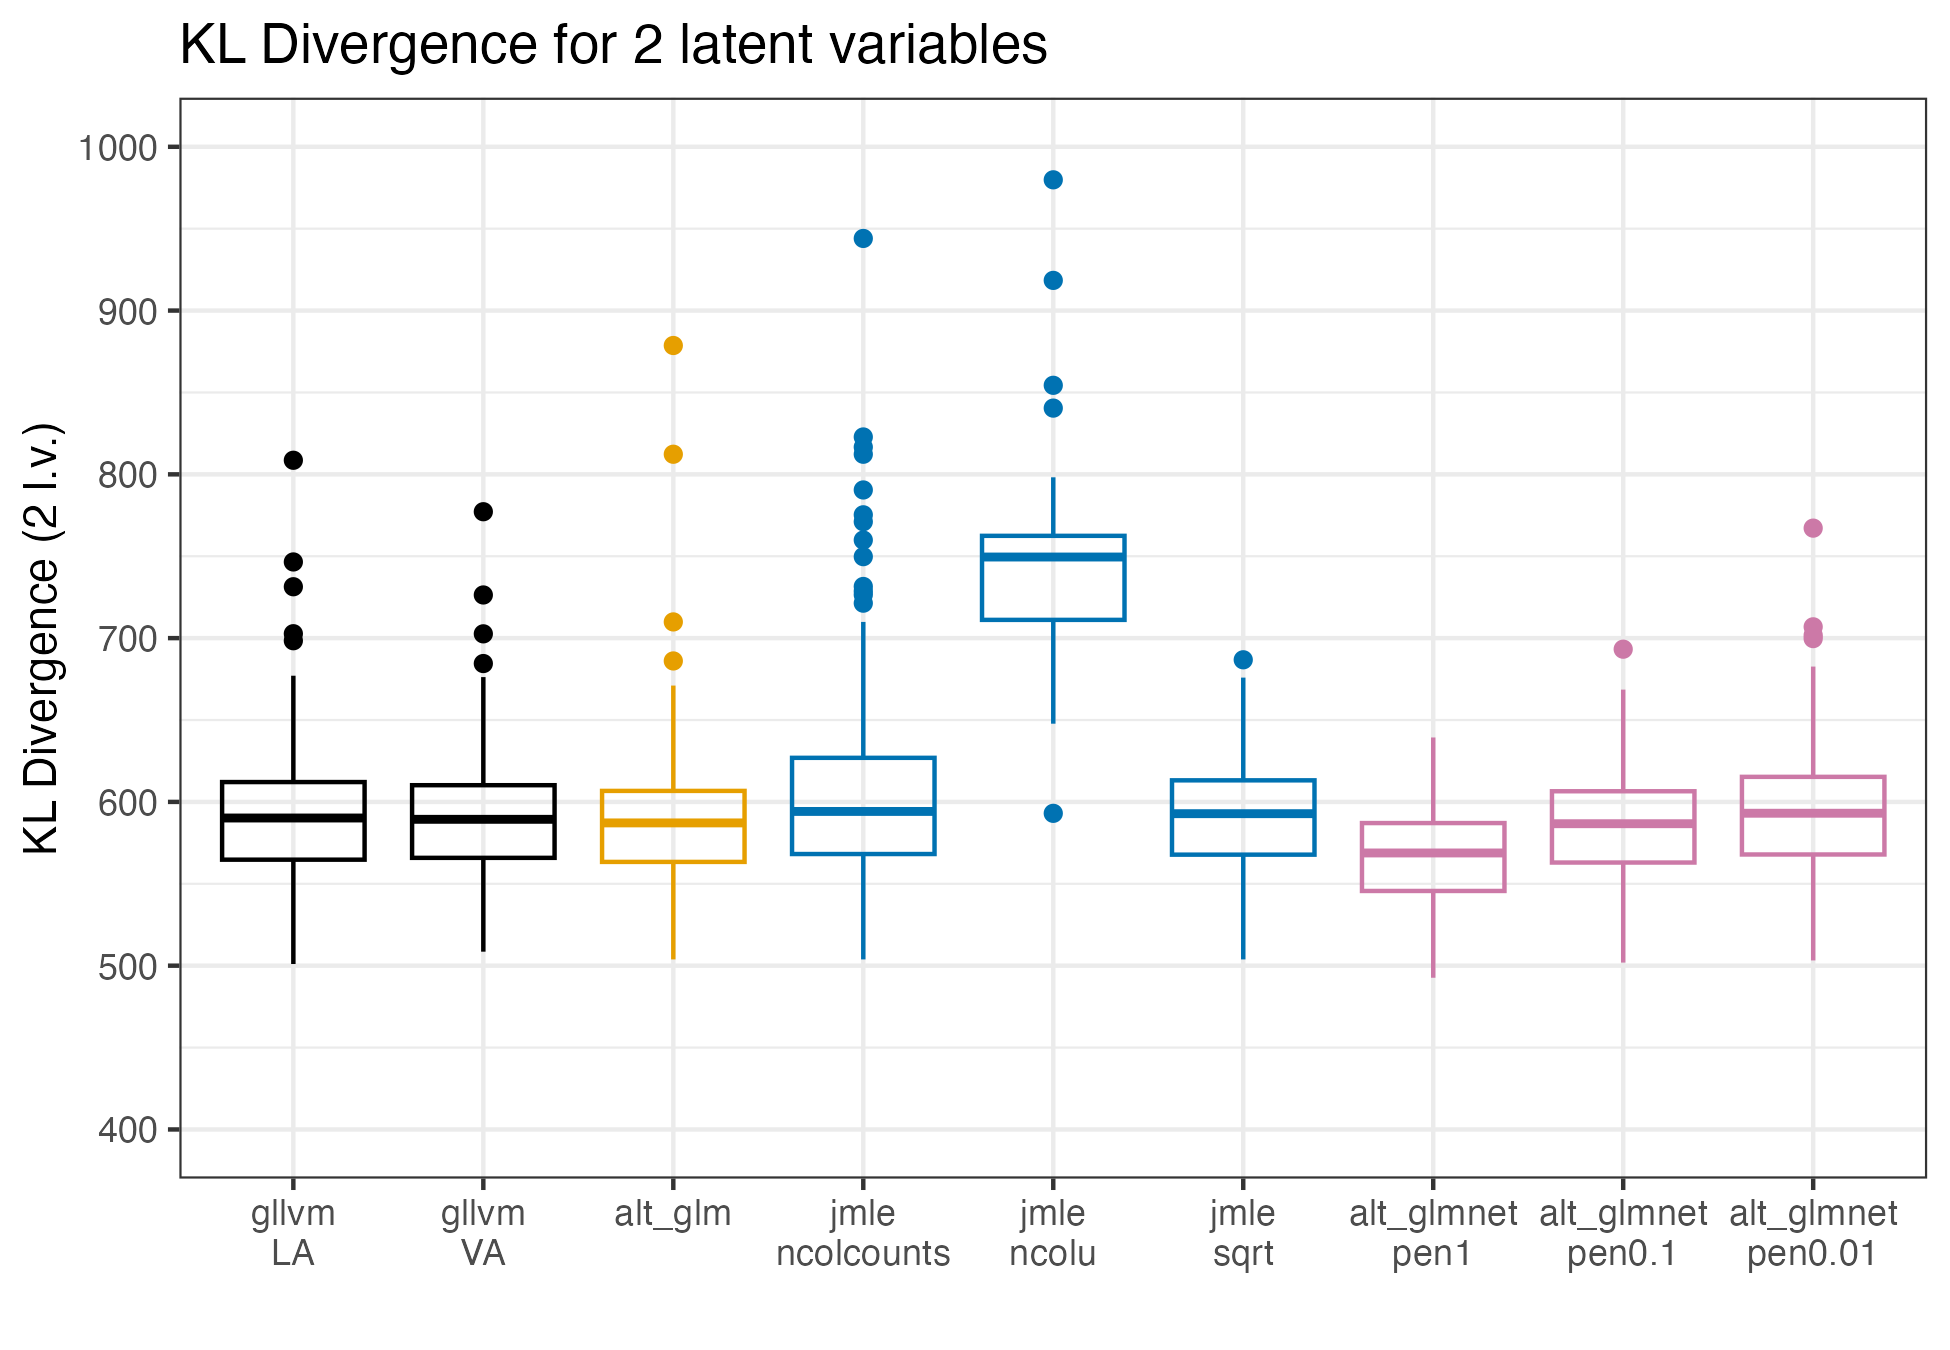 KL Divergence for 2 latent variables
KL Divergence (2 l.v.)
1000
900
800
700
600
500
400
gllvm
LA
gllvm
VA
alt_glm
jmle
ncolcounts
jmle
ncolu
jmle
sqrt
alt_glmnet
pen1
alt_glmnet
pen0.1
alt_glmnet
pen0.01